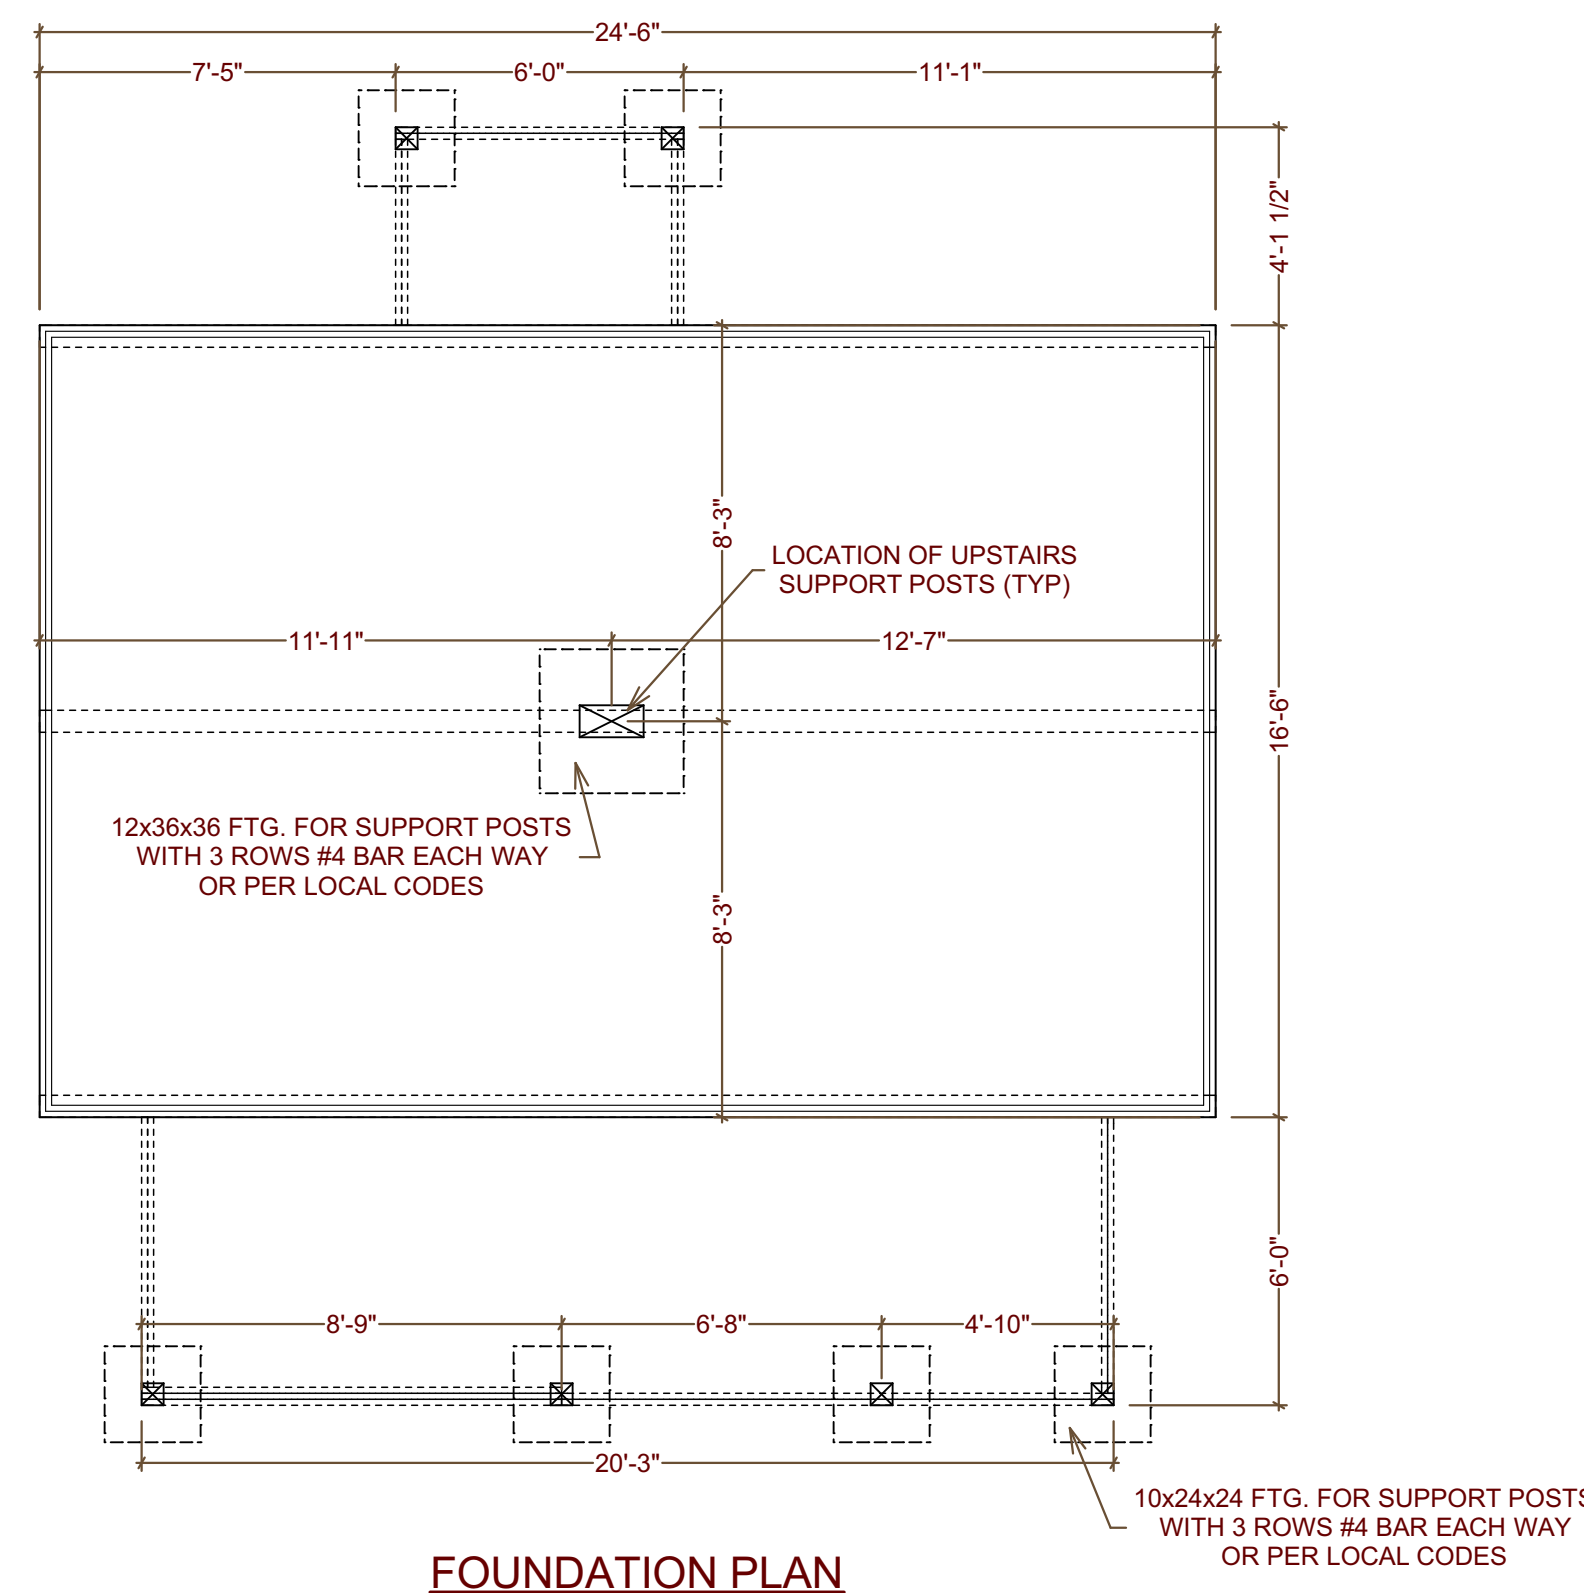 24'-6"
7'-5"
6'-0"
11'-1"
4'-1 1/2"
8'-3"
LOCATION OF UPSTAIRS
SUPPORT POSTS (TYP)
11'-11"
12'-7"
16'-6"
12x36x36 FTG. FOR SUPPORT POSTS
WITH 3 ROWS #4 BAR EACH WAY
OR PER LOCAL CODES
8'-3"
6'-0"
8'-9"
6'-8"
4'-10"
20'-3"
10x24x24 FTG. FOR SUPPORT POSTS
WITH 3 ROWS #4 BAR EACH WAY
OR PER LOCAL CODES
FOUNDATION PLAN